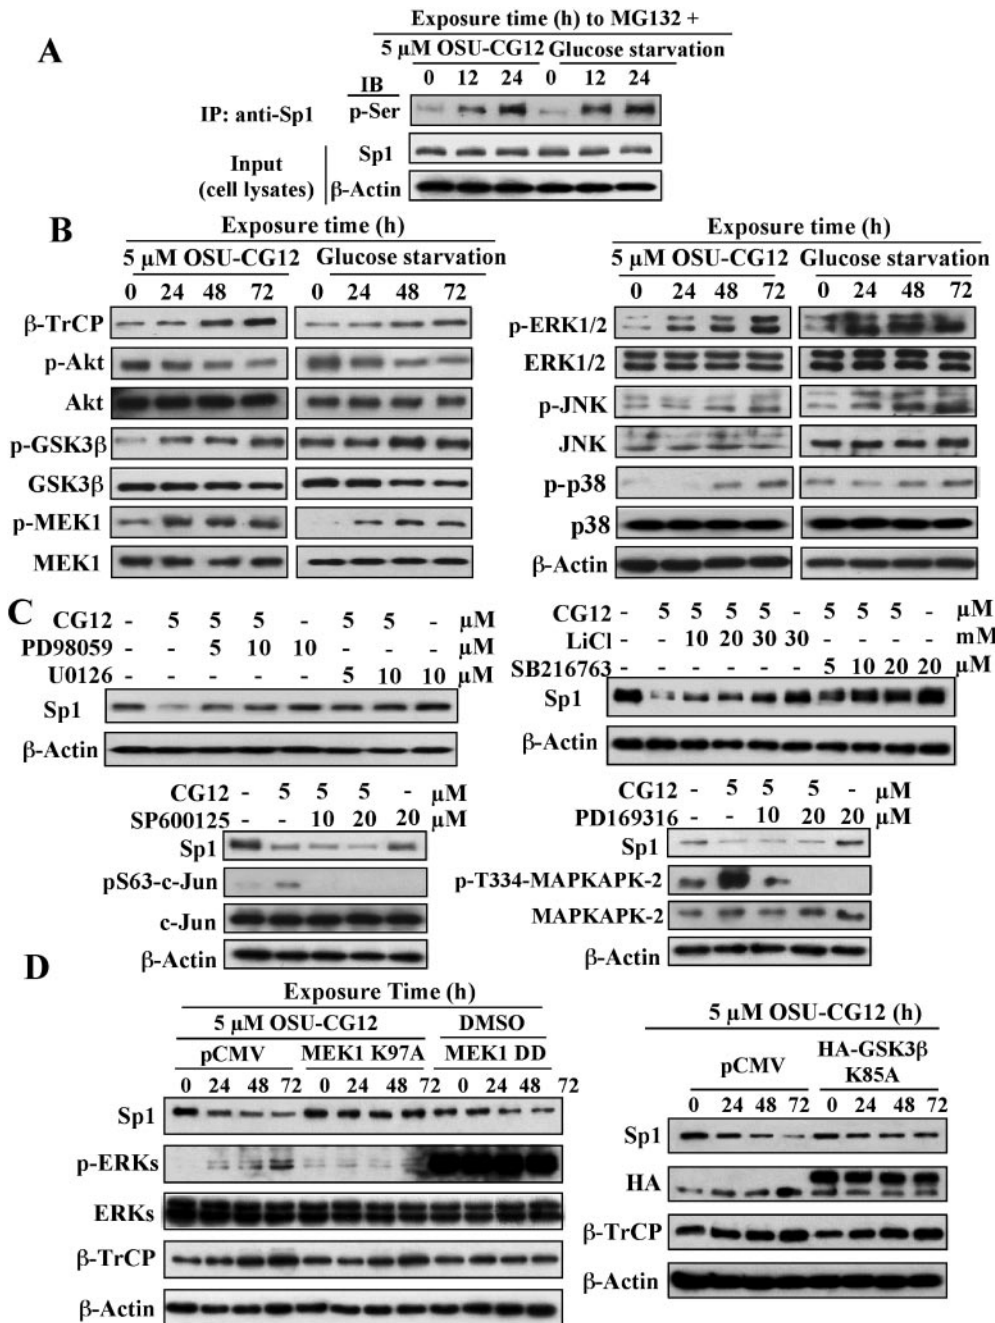 A
Exposure time (h) to MG132 +
5 µM OSU-CG12 Glucose starvation
0 12 24 0 12 24
IB
IP: anti-Sp1 p-Ser
Input (cell lysates)
Sp1
β-Actin
B
Exposure time (h)
5 µM OSU-CG12 Glucose starvation
0 24 48 72 0 24 48 72
β-TrCP
p-Akt
Akt
p-GSK3β
GSK3β
p-MEK1
MEK1
Exposure time (h)
5 µM OSU-CG12 Glucose starvation
0 24 48 72 0 24 48 72
p-ERK1/2
ERK1/2
p-JNK
JNK
p-p38
p38
β-Actin
C
CG12 - 5 5 5 - 5 5 - µM
PD98059 - - 5 10 10 - - - µM
U0126 - - - - - 5 10 10 µM
Sp1
β-Actin
CG12 - 5 5 5 5 - 5 5 5 - µM
LiCl - - 10 20 30 30 - - - - mM
SB216763 - - - - - - 5 10 20 20 µM
Sp1
β-Actin
CG12 - 5 5 5 - µM
SP600125 - - 10 20 20 µM
Sp1
pS63-c-Jun
c-Jun
β-Actin
CG12 - 5 5 5 - µM
PD169316 - - 10 20 20 µM
Sp1
p-T334-MAPKAPK-2
MAPKAPK-2
β-Actin
D
Exposure Time (h)
5 µM OSU-CG12 DMSO
pCMV MEK1 K97A MEK1 DD
0 24 48 72 0 24 48 72 0 24 48 72
Sp1
p-ERKs
ERKs
β-TrCP
β-Actin
5 µM OSU-CG12 (h)
pCMV HA-GSK3β K85A
0 24 48 72 0 24 48 72
Sp1
HA
β-TrCP
β-Actin